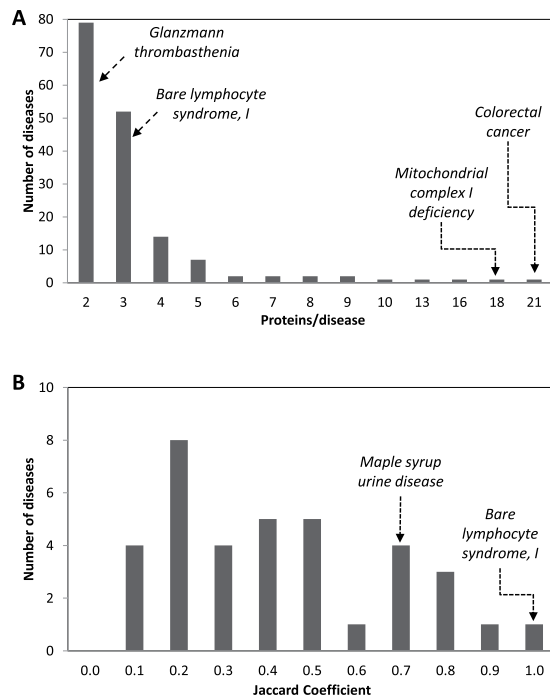 A
Number of diseases
80
70
60
50
40
30
20
10
0
Glanzmann
thrombasthenia
Bare lymphocyte
syndrome, I
Colorectal
cancer
Mitochondrial
complex I
deficiency
2 3 4 5 6 7 8 9 10 13 16 18 21
Proteins/disease
B
Number of diseases
10
8
6
4
2
0
Maple syrup
urine disease
Bare
lymphocyte
syndrome, I
0.0 0.1 0.2 0.3 0.4 0.5 0.6 0.7 0.8 0.9 1.0
Jaccard Coefficient